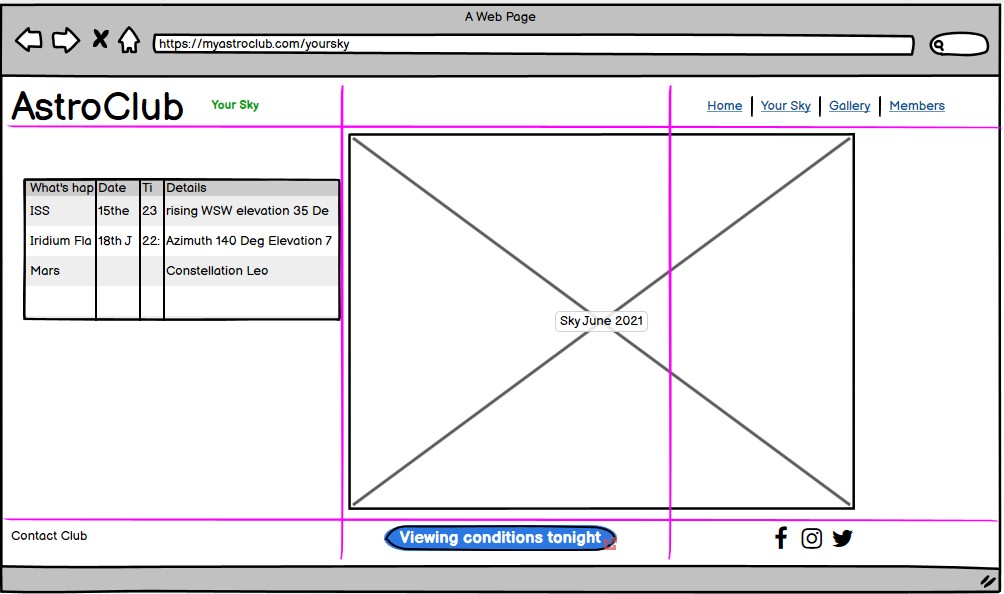 A Web Page
https://myastroclub.com/yoursky
AstroClub
Your Sky
Home | Your Sky | Gallery | Members
What's hap Date Ti Details
ISS 15the 23 rising WSW elevation 35 De
Iridium Fla 18th J 22: Azimuth 140 Deg Elevation 7
Mars Constellation Leo
Sky June 2021
Contact Club
Viewing conditions tonight